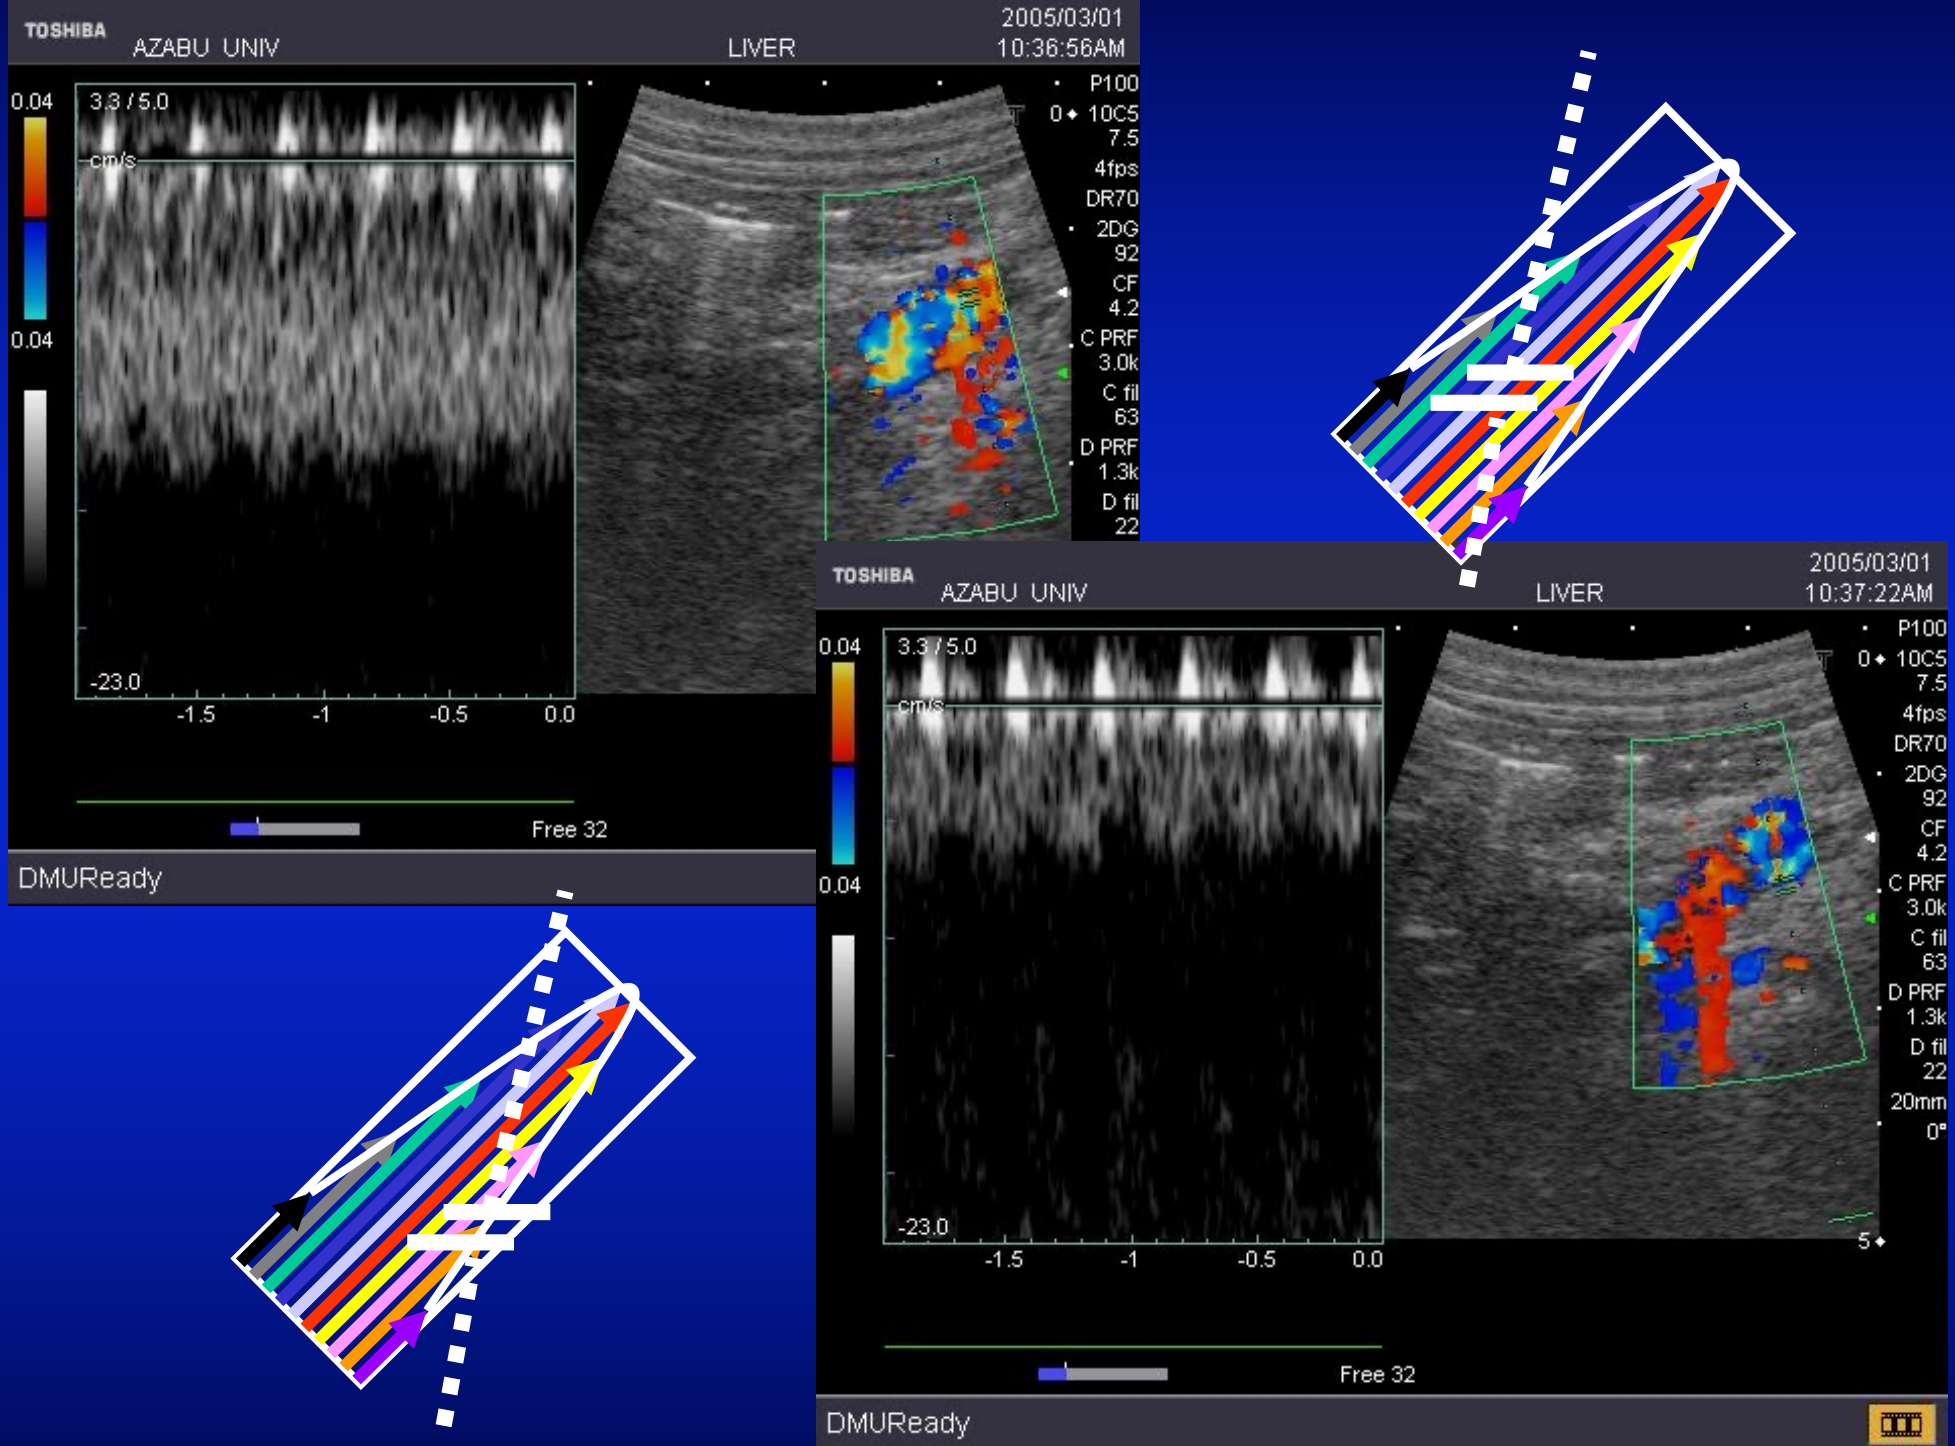 TOSHIBA
AZABU UNIV
LIVER
2005/03/01
10:36:56AM
P100
0 10C5
7.5
4fps
DR70
2DG
92
CF
4.2
C PRF
3.0k
C fil
63
D PRF
1.3k
D fil
22
0.04
0.04
3.3 / 5.0
cm/s
-23.0
-1.5 -1 -0.5 0.0
Free 32
DMUReady
TOSHIBA
AZABU UNIV
LIVER
2005/03/01
10:37:22AM
P100
0 10C5
7.5
4fps
DR70
2DG
92
CF
4.2
C PRF
3.0k
C fil
63
D PRF
1.3k
D fil
22
20mm
0°
5
0.04
0.04
3.3 / 5.0
cm/s
-23.0
-1.5 -1 -0.5 0.0
Free 32
DMUReady